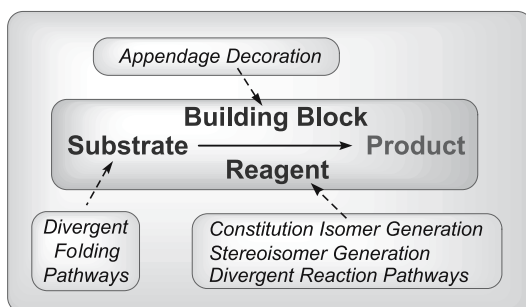 Appendage Decoration
Building Block
Substrate
Product
Reagent
Divergent
Folding
Pathways
Constitution Isomer Generation
Stereoisomer Generation
Divergent Reaction Pathways